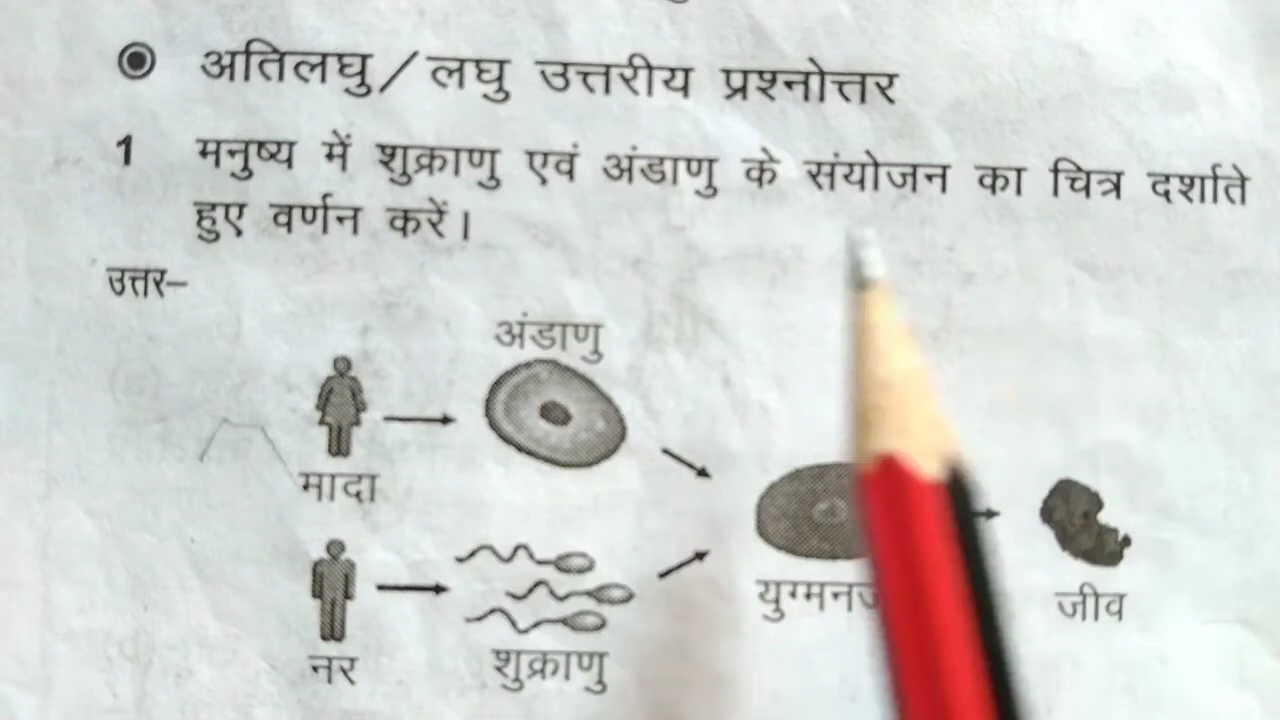 अतिलघु/लघु उत्तरीय प्रश्नोत्तर
1 मनुष्य में शुक्राणु एवं अंडाणु के संयोजन का चित्र दर्शाते
हुए वर्णन करें।
उत्तर–
अंडाणु
मादा
जीव
नर
शुक्राणु